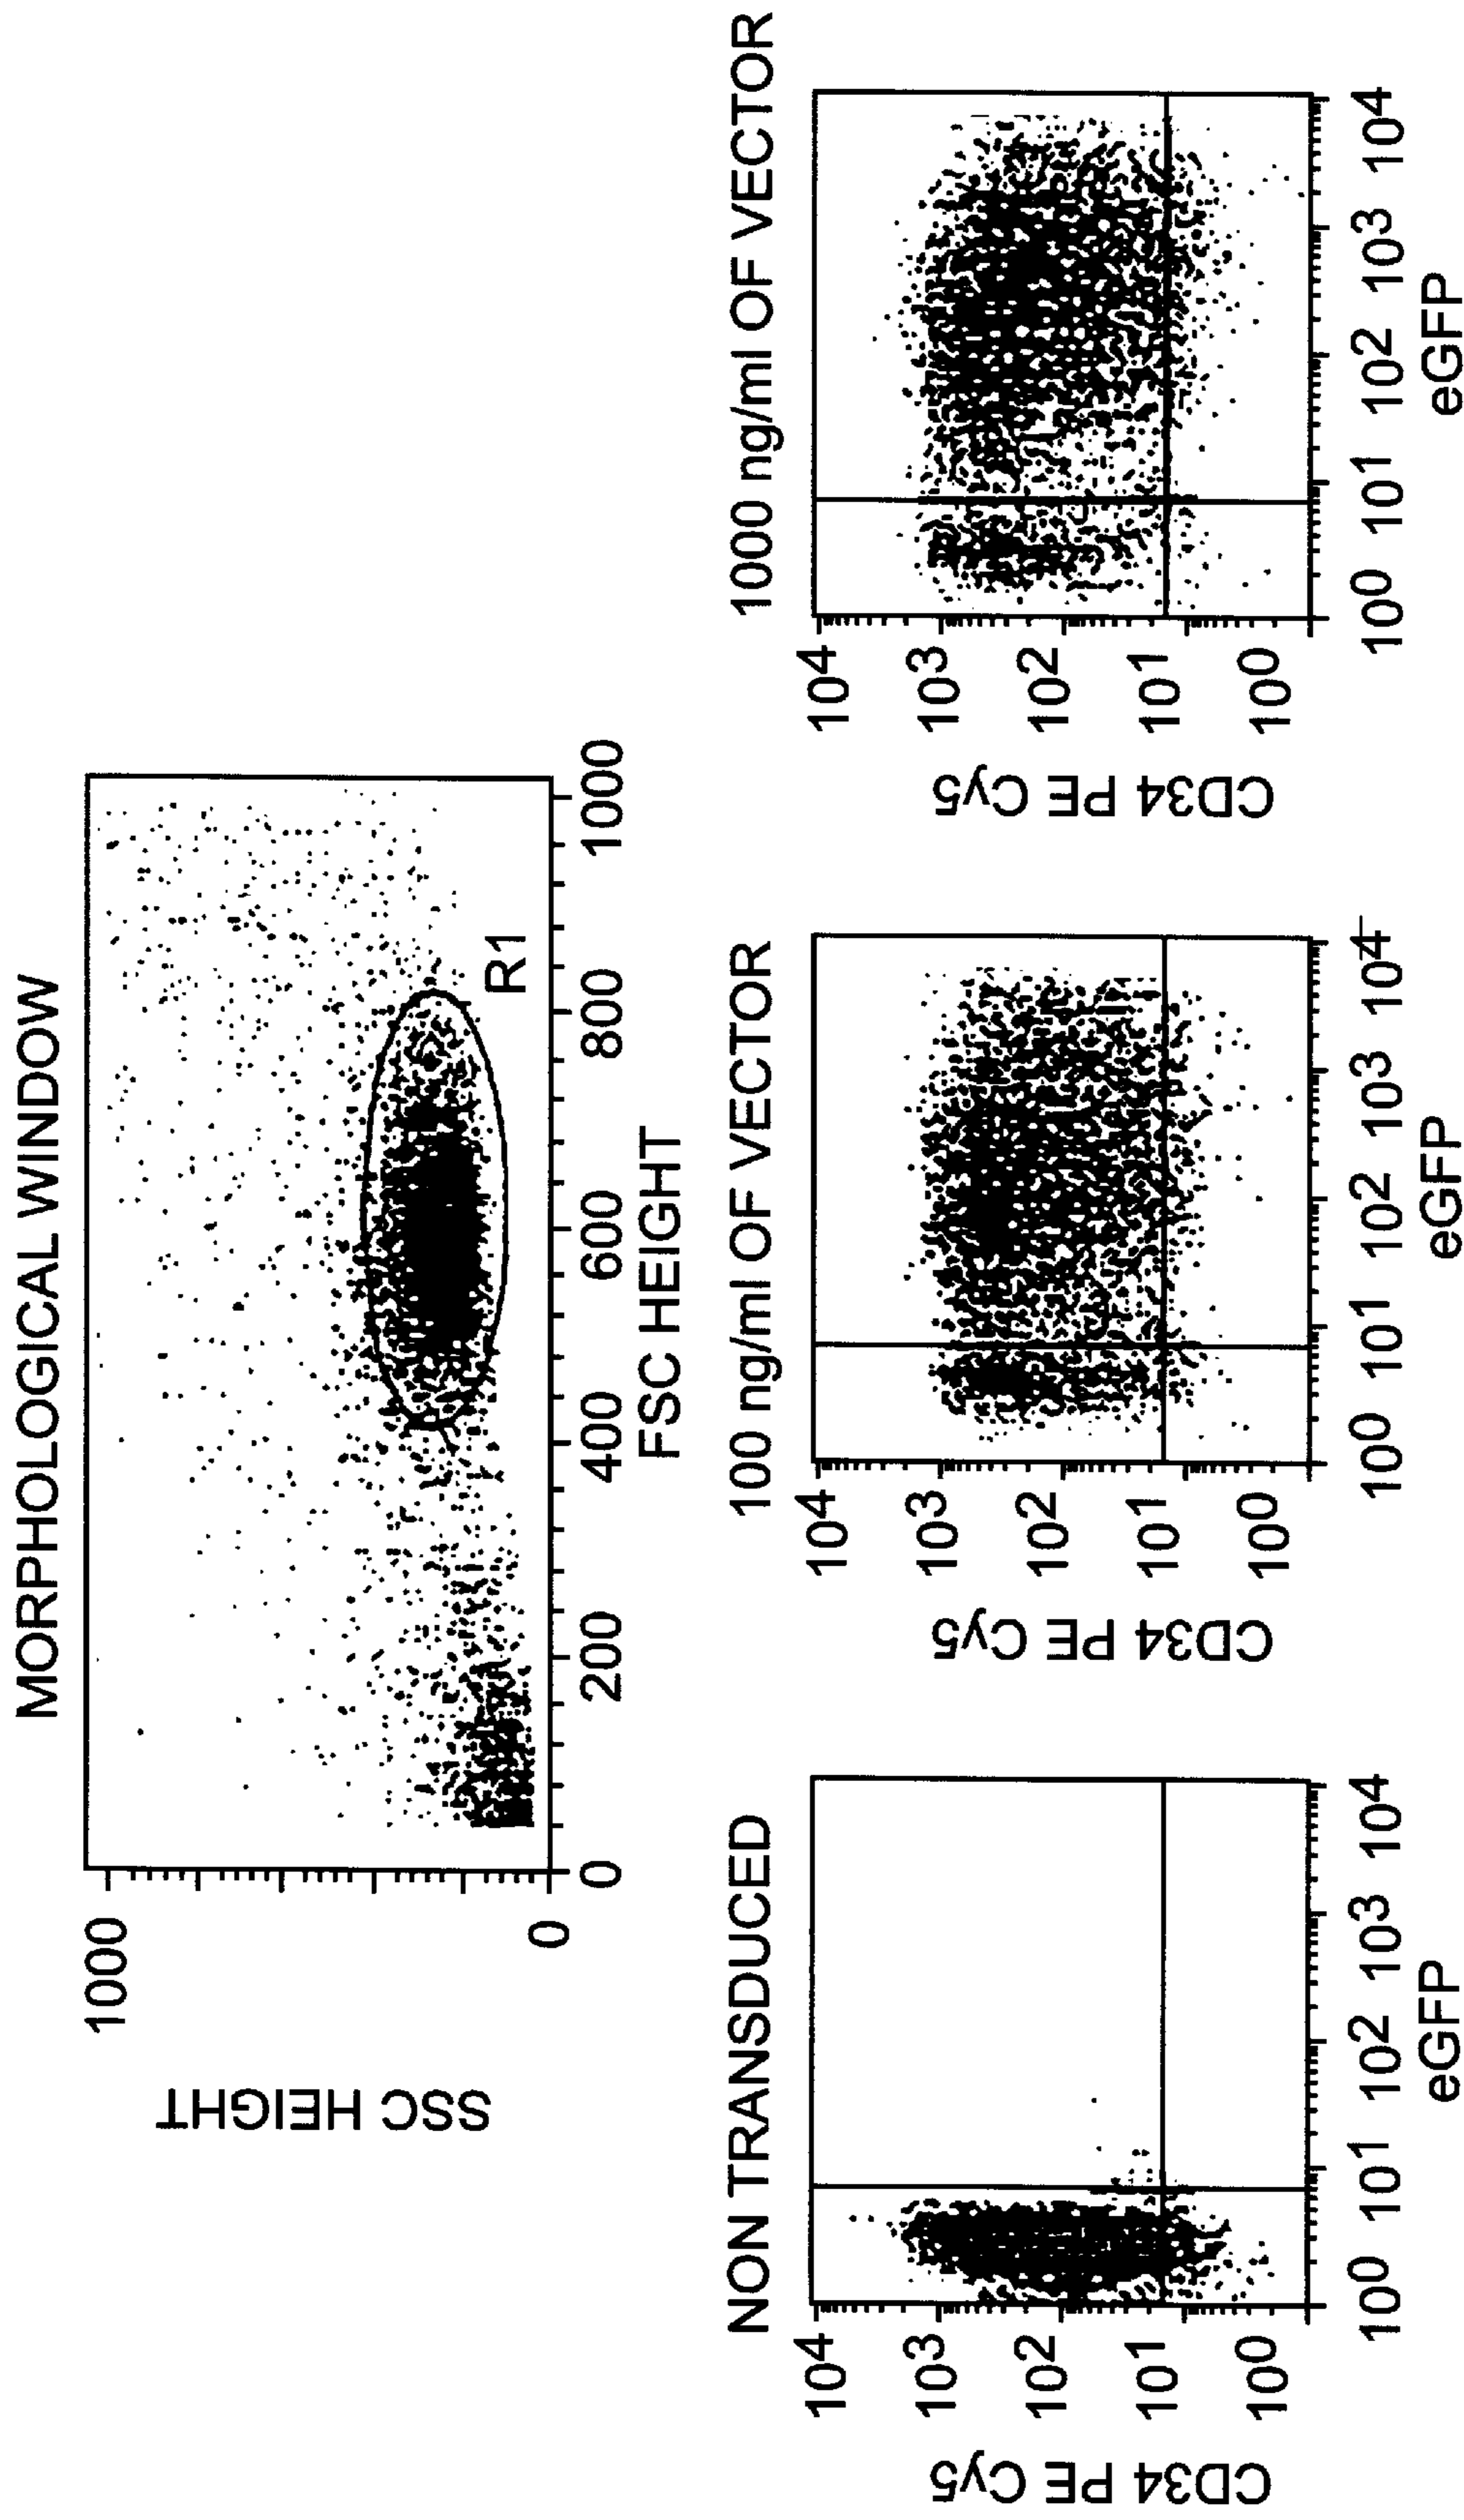 MORPHOLOGICAL WINDOW
SSC HEIGHT
1000
0
R1
0 200 400 600 800 1000
FSC HEIGHT
NON TRANSDUCED
CD34 PE Cy5
10⁴
10³
10²
10¹
10⁰
10⁰ 10¹ 10² 10³ 10⁴
eGFP
100 ng/ml OF VECTOR
CD34 PE Cy5
10⁴
10³
10²
10¹
10⁰
10⁰ 10¹ 10² 10³ 10⁴
eGFP
1000 ng/ml OF VECTOR
CD34 PE Cy5
10⁴
10³
10²
10¹
10⁰
10⁰ 10¹ 10² 10³ 10⁴
eGFP